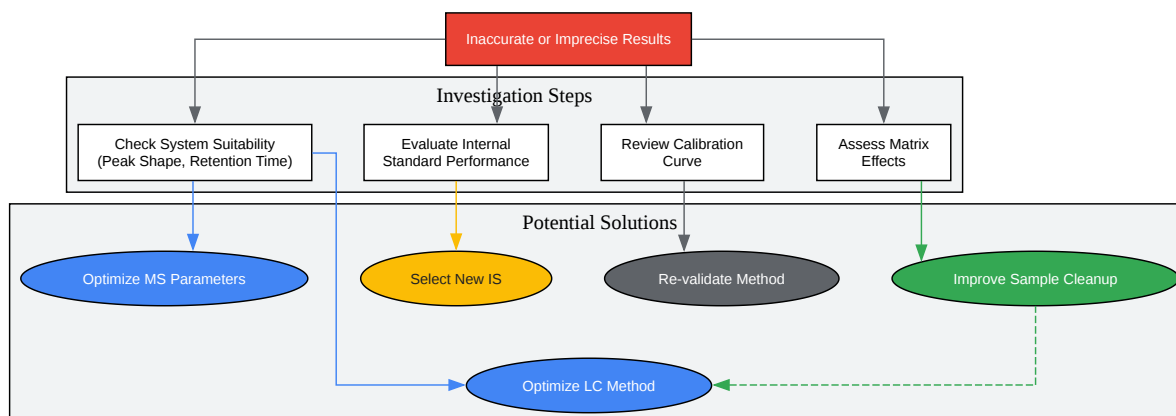 Inaccurate or Imprecise Results
Investigation Steps
Check System Suitability
(Peak Shape, Retention Time)
Evaluate Internal
Standard Performance
Review Calibration
Curve
Assess Matrix
Effects
Potential Solutions
Optimize MS Parameters
Select New IS
Re-validate Method
Improve Sample Cleanup
Optimize LC Method